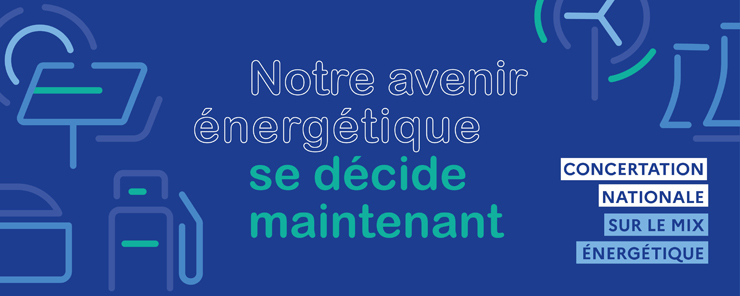 Notre avenir
énergétique
se décide
maintenant
CONCERTATION
NATIONALE
SUR LE MIX
ÉNERGÉTIQUE